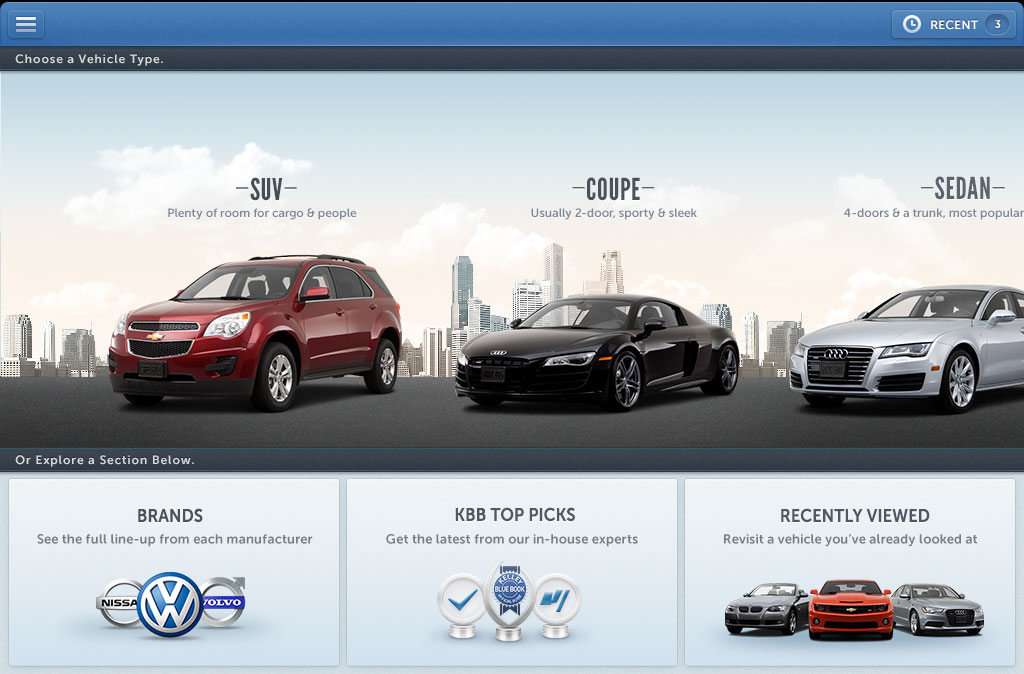 RECENT 3
Choose a Vehicle Type.
SUV
Plenty of room for cargo & people
COUPE
Usually 2-door, sporty & sleek
SEDAN
4-doors & a trunk, most popular
Or Explore a Section Below.
BRANDS
See the full line-up from each manufacturer
NISSA
VOLVO
KBB TOP PICKS
Get the latest from our in-house experts
KELLEY
BLUE BOOK
RECENTLY VIEWED
Revisit a vehicle you’ve already looked at